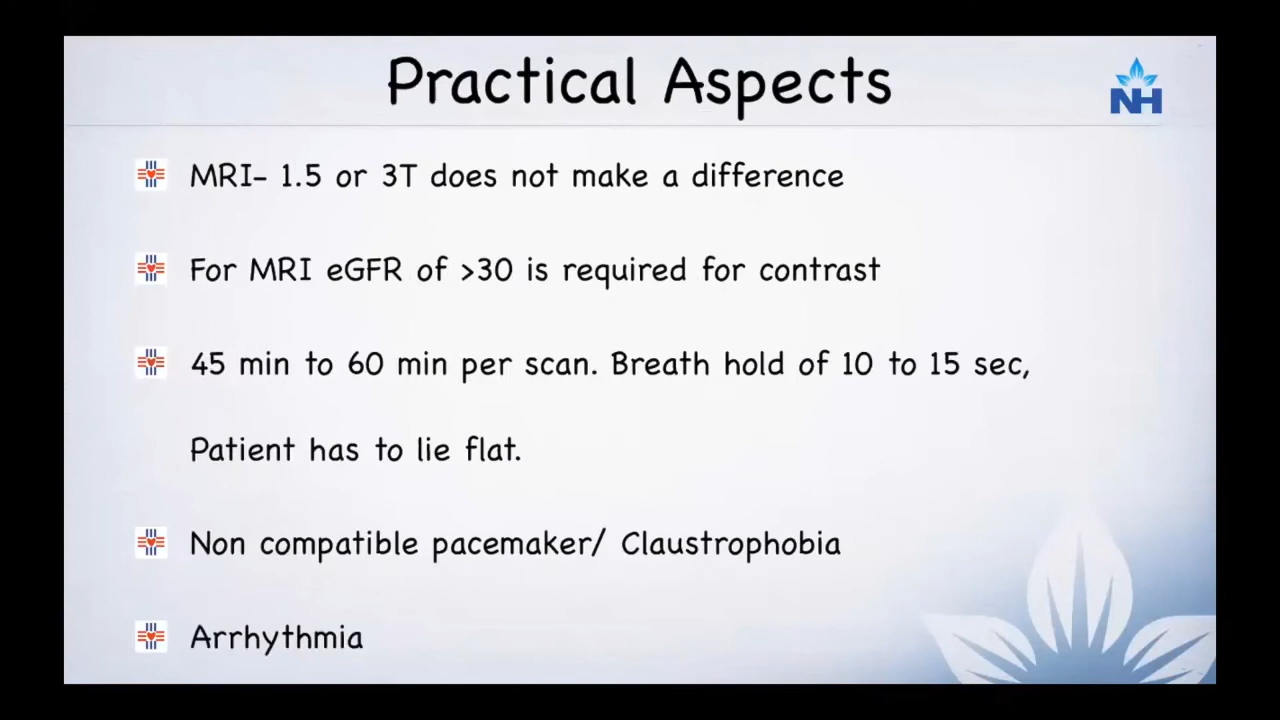 Practical Aspects
NH
MRI- 1.5 or 3T does not make a difference
For MRI eGFR of >30 is required for contrast
45 min to 60 min per scan. Breath hold of 10 to 15 sec,
Patient has to lie flat.
Non compatible pacemaker/ Claustrophobia
Arrhythmia